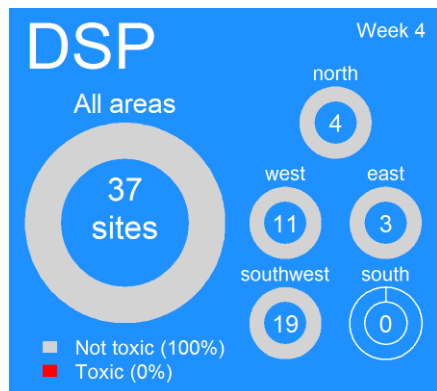 DSP
Week 4
All areas
37
sites
north
4
west
11
east
3
southwest
19
south
0
Not toxic (100%)
Toxic (0%)